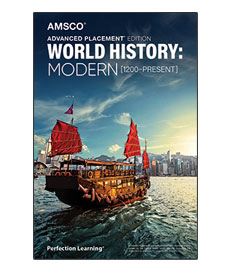 AMSCO®
ADVANCED PLACEMENT® EDITION
WORLD HISTORY:
MODERN [1200-PRESENT]
Perfection Learning®